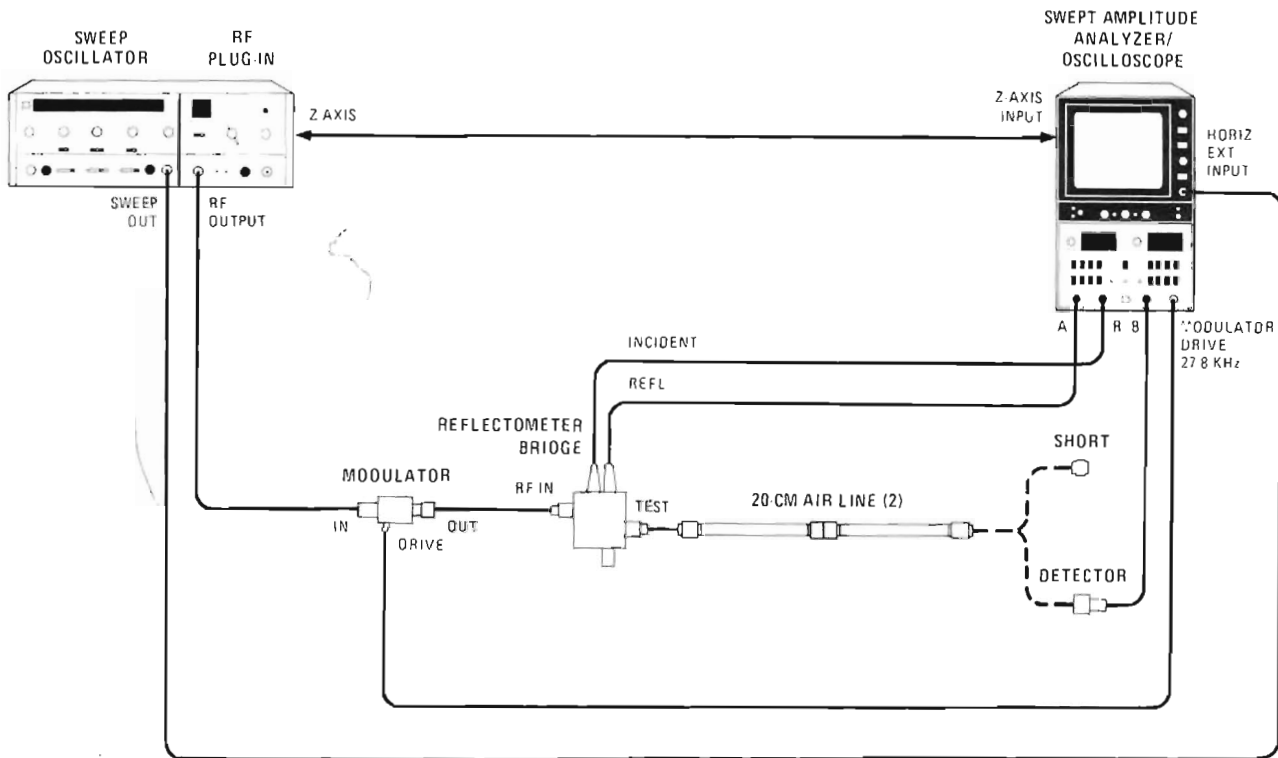 SWEEP
OSCILLATOR
RF
PLUG-IN
SWEPT AMPLITUDE
ANALYZER/
OSCILLOSCOPE
Z AXIS
Z-AXIS
INPUT
HORIZ
EXT
INPUT
SWEEP
OUT
RF
OUTPUT
A
R
B
MODULATOR
DRIVE
27.8 KHz
INCIDENT
REFL
REFLECTOMETER
BRIDGE
SHORT
MODULATOR
RF IN
TEST
20-CM AIR LINE (2)
IN
OUT
DRIVE
DETECTOR